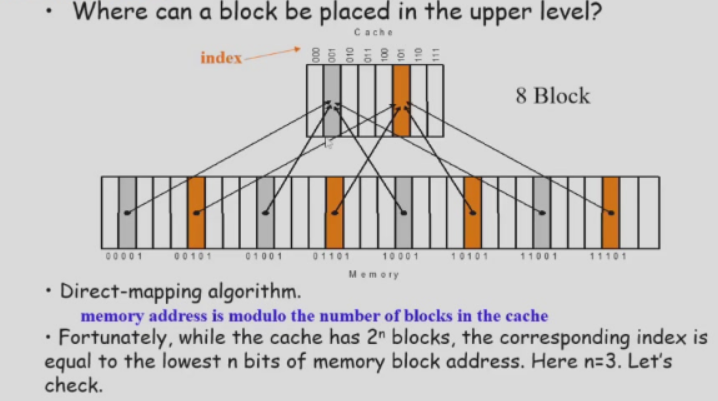 • Where can a block be placed in the upper level?
Cache
index
000 001 010 011 100 101 110 111
8 Block
00001 00101 01001 01101 10001 10101 11001 11101
Memory
• Direct-mapping algorithm.
memory address is modulo the number of blocks in the cache
• Fortunately, while the cache has 2ⁿ blocks, the corresponding index is
equal to the lowest n bits of memory block address. Here n=3. Let's
check.